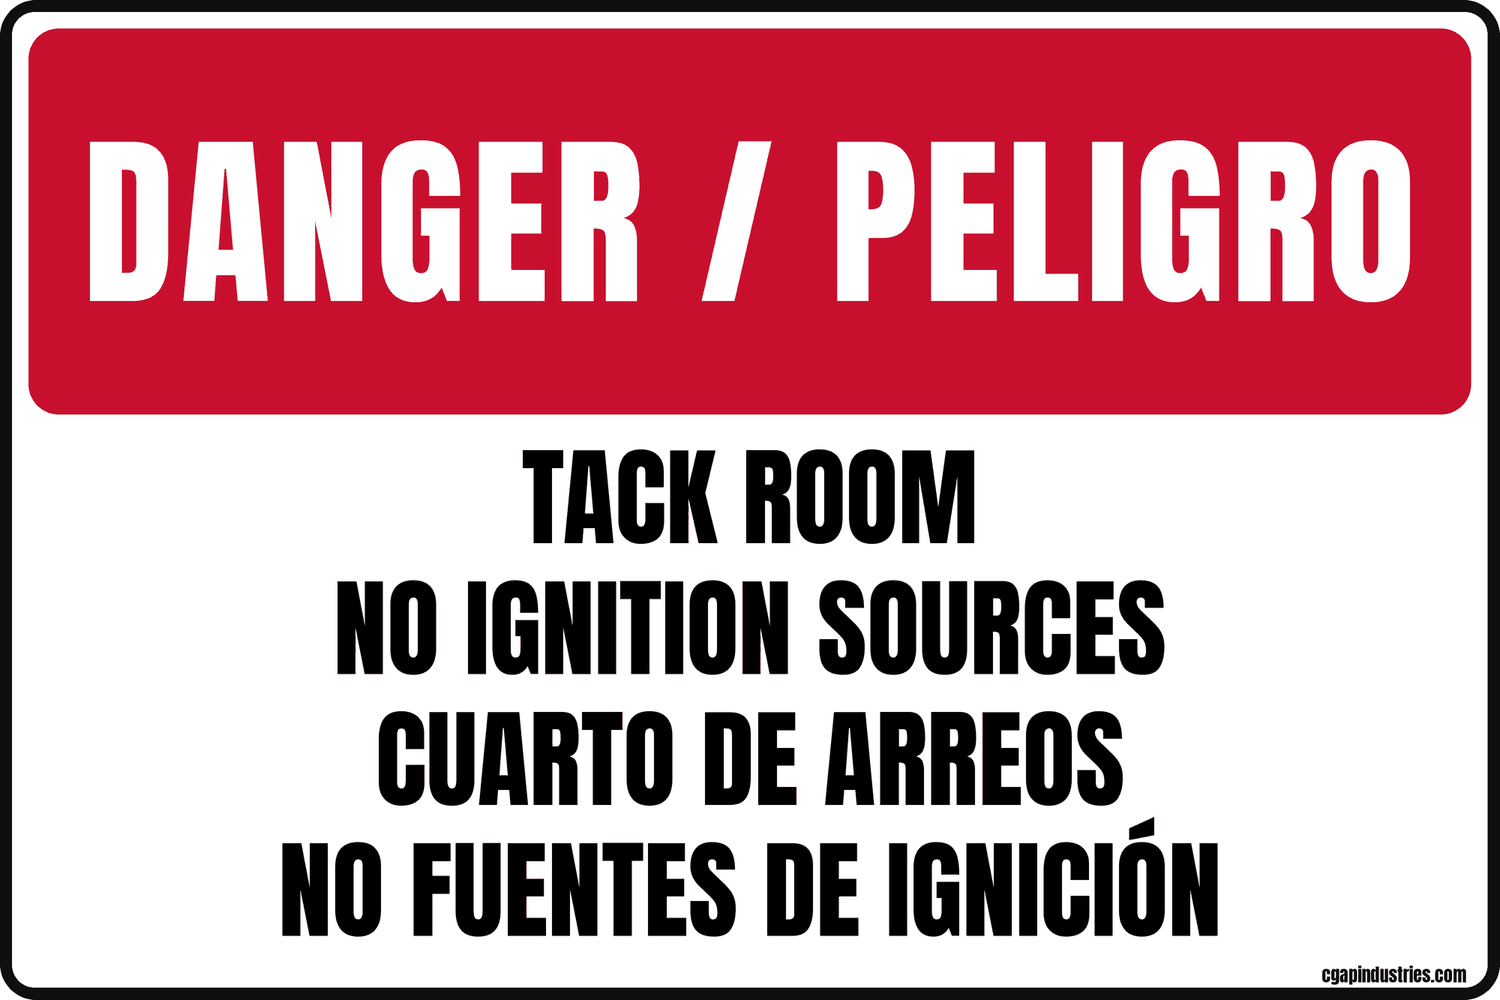 DANGER / PELIGRO
TACK ROOM
NO IGNITION SOURCES
CUARTO DE ARREOS
NO FUENTES DE IGNICIÓN
cgapindustries.com